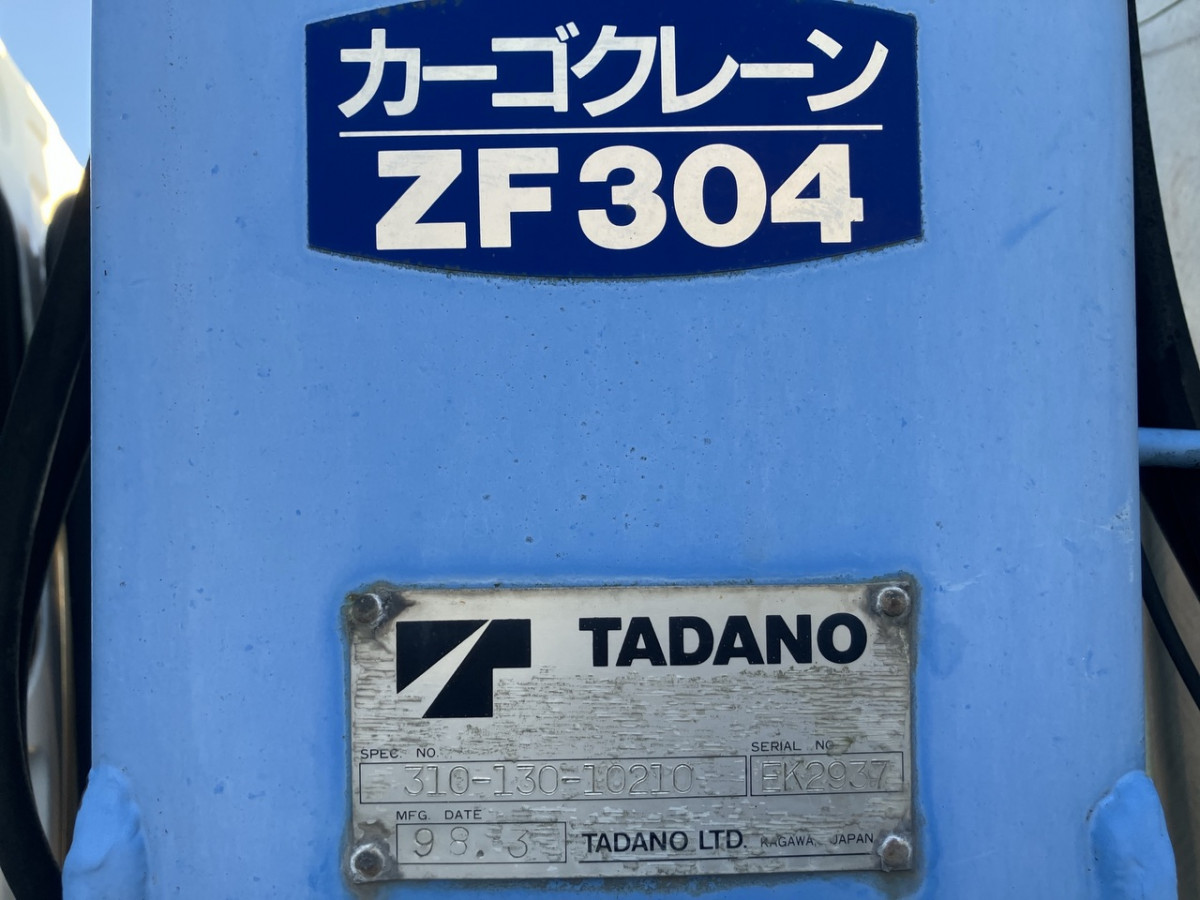 カーゴクレーン
ZF304
TADANO
SPEC. NO. SERIAL NO
310-130-10210 EK2937
MFG. DATE
98. 3 TADANO LTD. KAGAWA, JAPAN